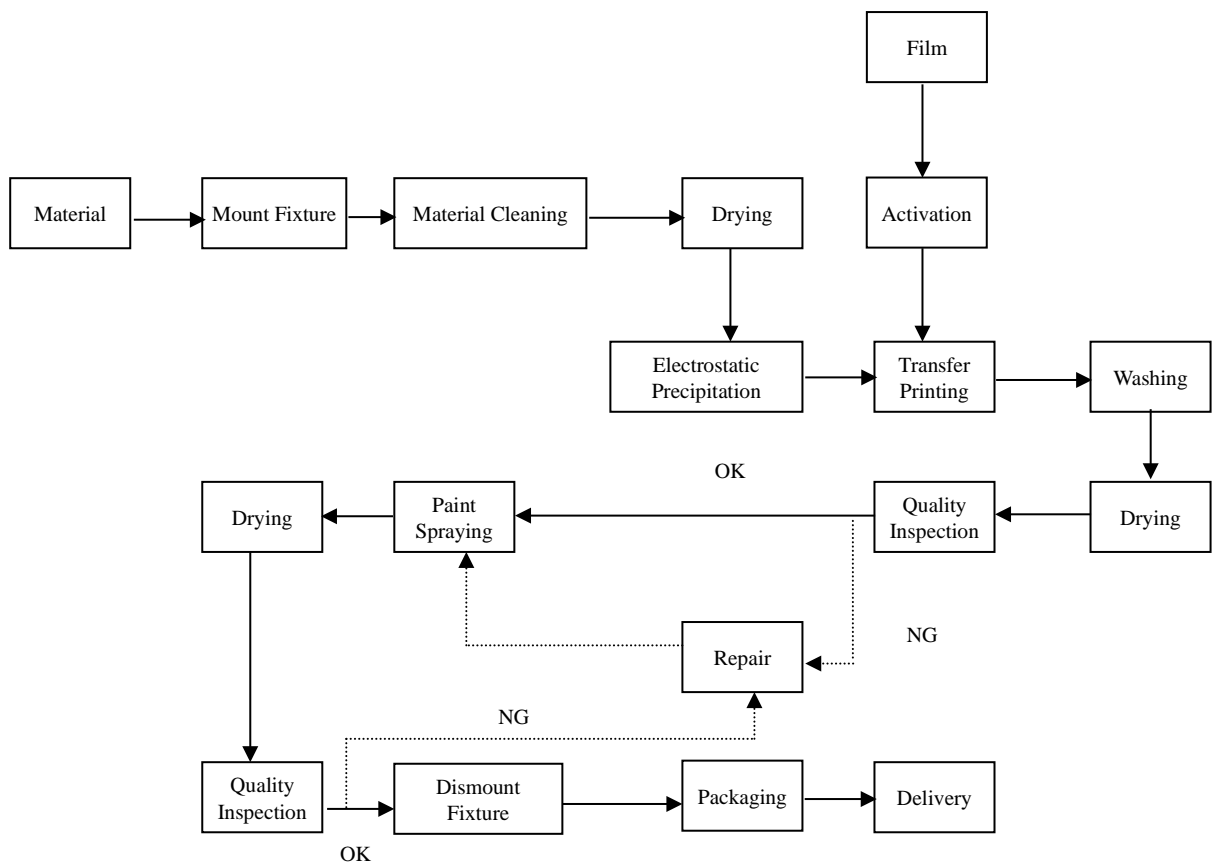 Film
Material
Mount Fixture
Material Cleaning
Drying
Activation
Electrostatic
Precipitation
Transfer
Printing
Washing
OK
Drying
Paint
Spraying
Quality
Inspection
Drying
NG
Repair
NG
Quality
Inspection
Dismount
Fixture
Packaging
Delivery
OK